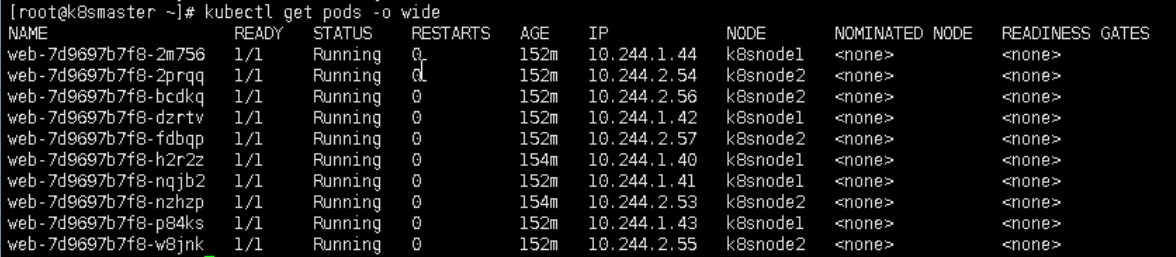 [root@k8smaster ~]# kubectl get pods -o wide
NAME READY STATUS RESTARTS AGE IP NODE NOMINATED NODE READINESS GATES
web-7d9697b7f8-2m756 1/1 Running 0 152m 10.244.1.44 k8snode1 <none> <none>
web-7d9697b7f8-2prqq 1/1 Running 0 152m 10.244.2.54 k8snode2 <none> <none>
web-7d9697b7f8-bcdkq 1/1 Running 0 152m 10.244.2.56 k8snode2 <none> <none>
web-7d9697b7f8-dzrtv 1/1 Running 0 152m 10.244.1.42 k8snode1 <none> <none>
web-7d9697b7f8-fdbqp 1/1 Running 0 152m 10.244.2.57 k8snode2 <none> <none>
web-7d9697b7f8-h2r2z 1/1 Running 0 154m 10.244.1.40 k8snode1 <none> <none>
web-7d9697b7f8-nqjb2 1/1 Running 0 152m 10.244.1.41 k8snode1 <none> <none>
web-7d9697b7f8-nzhzp 1/1 Running 0 154m 10.244.2.53 k8snode2 <none> <none>
web-7d9697b7f8-p84ks 1/1 Running 0 152m 10.244.1.43 k8snode1 <none> <none>
web-7d9697b7f8-w8jnk 1/1 Running 0 152m 10.244.2.55 k8snode2 <none> <none>